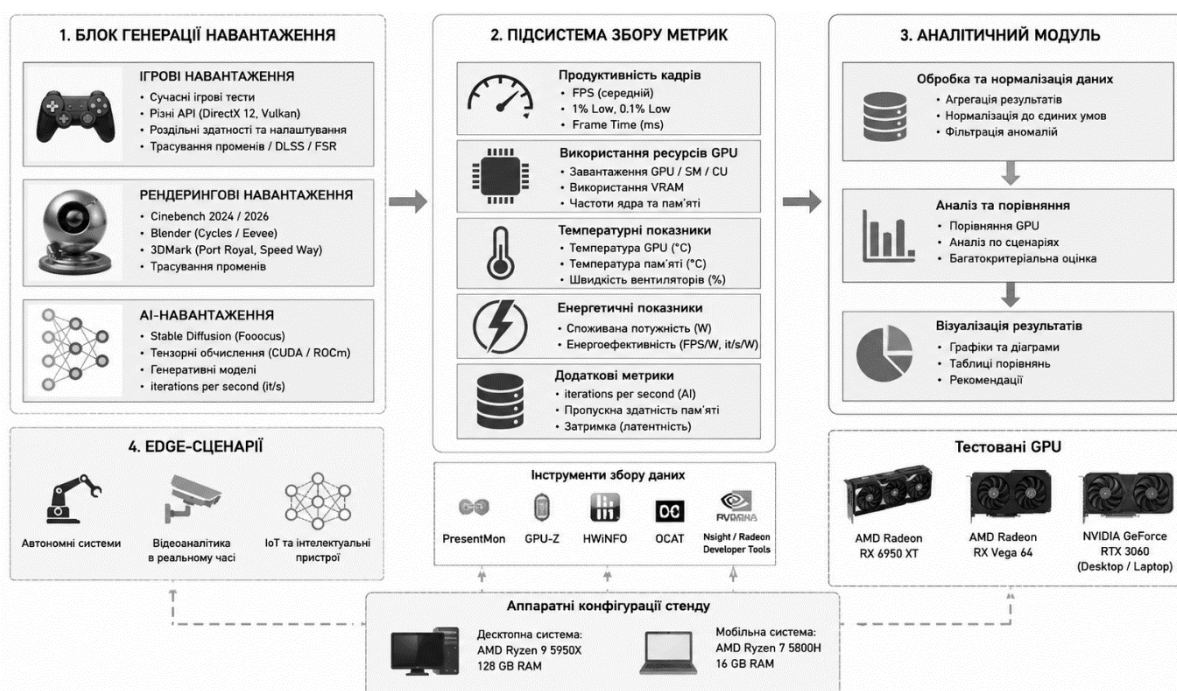 1. БЛОК ГЕНЕРАЦІЇ НАВАНТАЖЕННЯ
ІГРОВІ НАВАНТАЖЕННЯ
• Сучасні ігрові тести
• Різні API (DirectX 12, Vulkan)
• Роздільні здатності та налаштування
• Трасування променів / DLSS / FSR
РЕНДЕРИНГОВІ НАВАНТАЖЕННЯ
• Cinebench 2024 / 2026
• Blender (Cycles / Eevee)
• 3DMark (Port Royal, Speed Way)
• Трасування променів
AI-НАВАНТАЖЕННЯ
• Stable Diffusion (Fooocus)
• Тензорні обчислення (CUDA / ROCm)
• Генеративні моделі
• iterations per second (it/s)
2. ПІДСИСТЕМА ЗБОРУ МЕТРИК
Продуктивність кадрів
• FPS (середній)
• 1% Low, 0.1% Low
• Frame Time (ms)
Використання ресурсів GPU
• Завантаження GPU / SM / CU
• Використання VRAM
• Частоти ядра та пам'яті
Температурні показники
• Температура GPU (°C)
• Температура пам'яті (°C)
• Швидкість вентиляторів (%)
Енергетичні показники
• Споживана потужність (W)
• Енергоефективність (FPS/W, it/s/W)
Додаткові метрики
• iterations per second (AI)
• Пропускна здатність пам'яті
• Затримка (латентність)
3. АНАЛІТИЧНИЙ МОДУЛЬ
Обробка та нормалізація даних
• Агрегація результатів
• Нормалізація до єдиних умов
• Фільтрація аномалій
Аналіз та порівняння
• Порівняння GPU
• Аналіз по сценаріях
• Багатокритеріальна оцінка
Візуалізація результатів
• Графіки та діаграми
• Таблиці порівнянь
• Рекомендації
4. EDGE-СЦЕНАРІЇ
Автономні системи
Відеоаналітика
в реальному часі
IoT та інтелектуальні
пристрої
Інструменти збору даних
PresentMon
GPU-Z
HWiNFO
OCAT
Nsight / Radeon
Developer Tools
Тестовані GPU
AMD Radeon
RX 6950 XT
AMD Radeon
RX Vega 64
NVIDIA GeForce
RTX 3060
(Desktop / Laptop)
Аппаратні конфігурації стенду
Десктопна система:
AMD Ryzen 9 5950X
128 GB RAM
Мобільна система:
AMD Ryzen 7 5800H
16 GB RAM